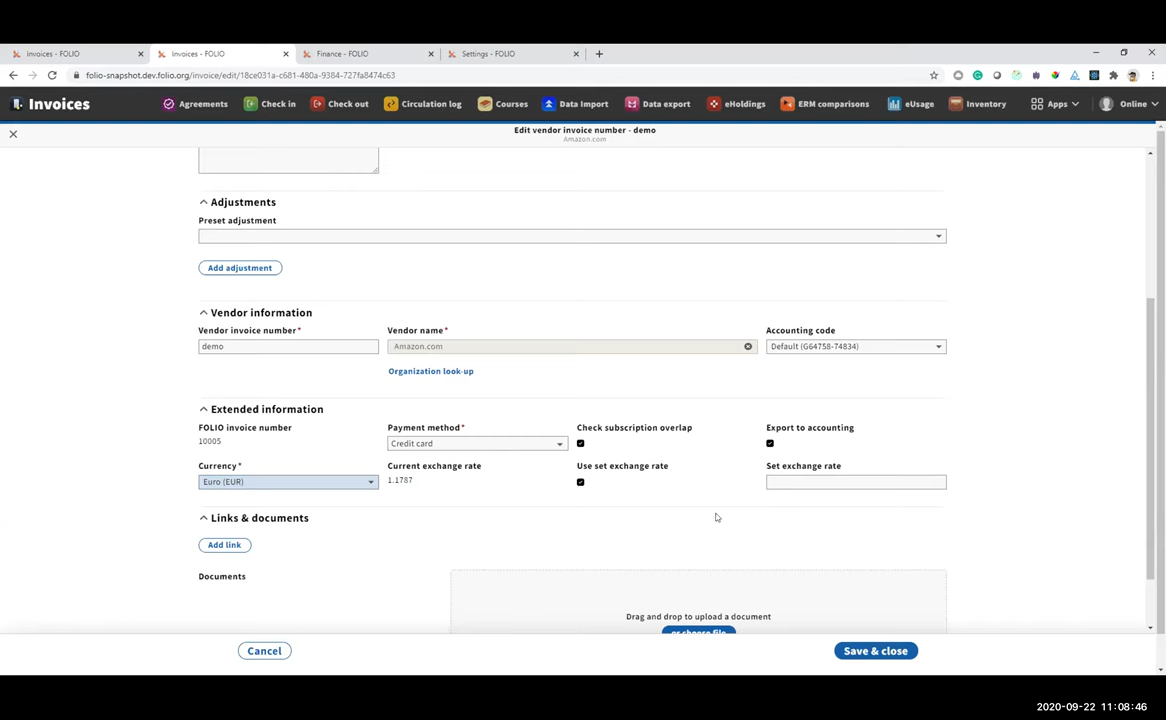 invoices - FOLIO
invoices - FOLIO
Finance - FOLIO
Settings - FOLIO
folio-snapshot.dev.folio.org/invoice/edit/18ce031a-c681-480a-9384-727fa8474c63
Invoices Agreements Check in Check out Circulation log Courses Data Import Data export eHoldings ERM comparisons eUsage Inventory Apps Online
Edit vendor invoice number - demo
Amazon.com
Adjustments
Preset adjustment
Add adjustment
Vendor information
Vendor invoice number* Vendor name* Accounting code
demo Amazon.com Default (G64758-74834)
Organization look-up
Extended information
FOLIO invoice number Payment method* Check subscription overlap Export to accounting
10005 Credit card
Currency* Current exchange rate Use set exchange rate Set exchange rate
Euro (EUR) 1.1787
Links & documents
Add link
Documents
Drag and drop to upload a document
or choose file
Cancel Save & close
2020-09-22 11:08:46